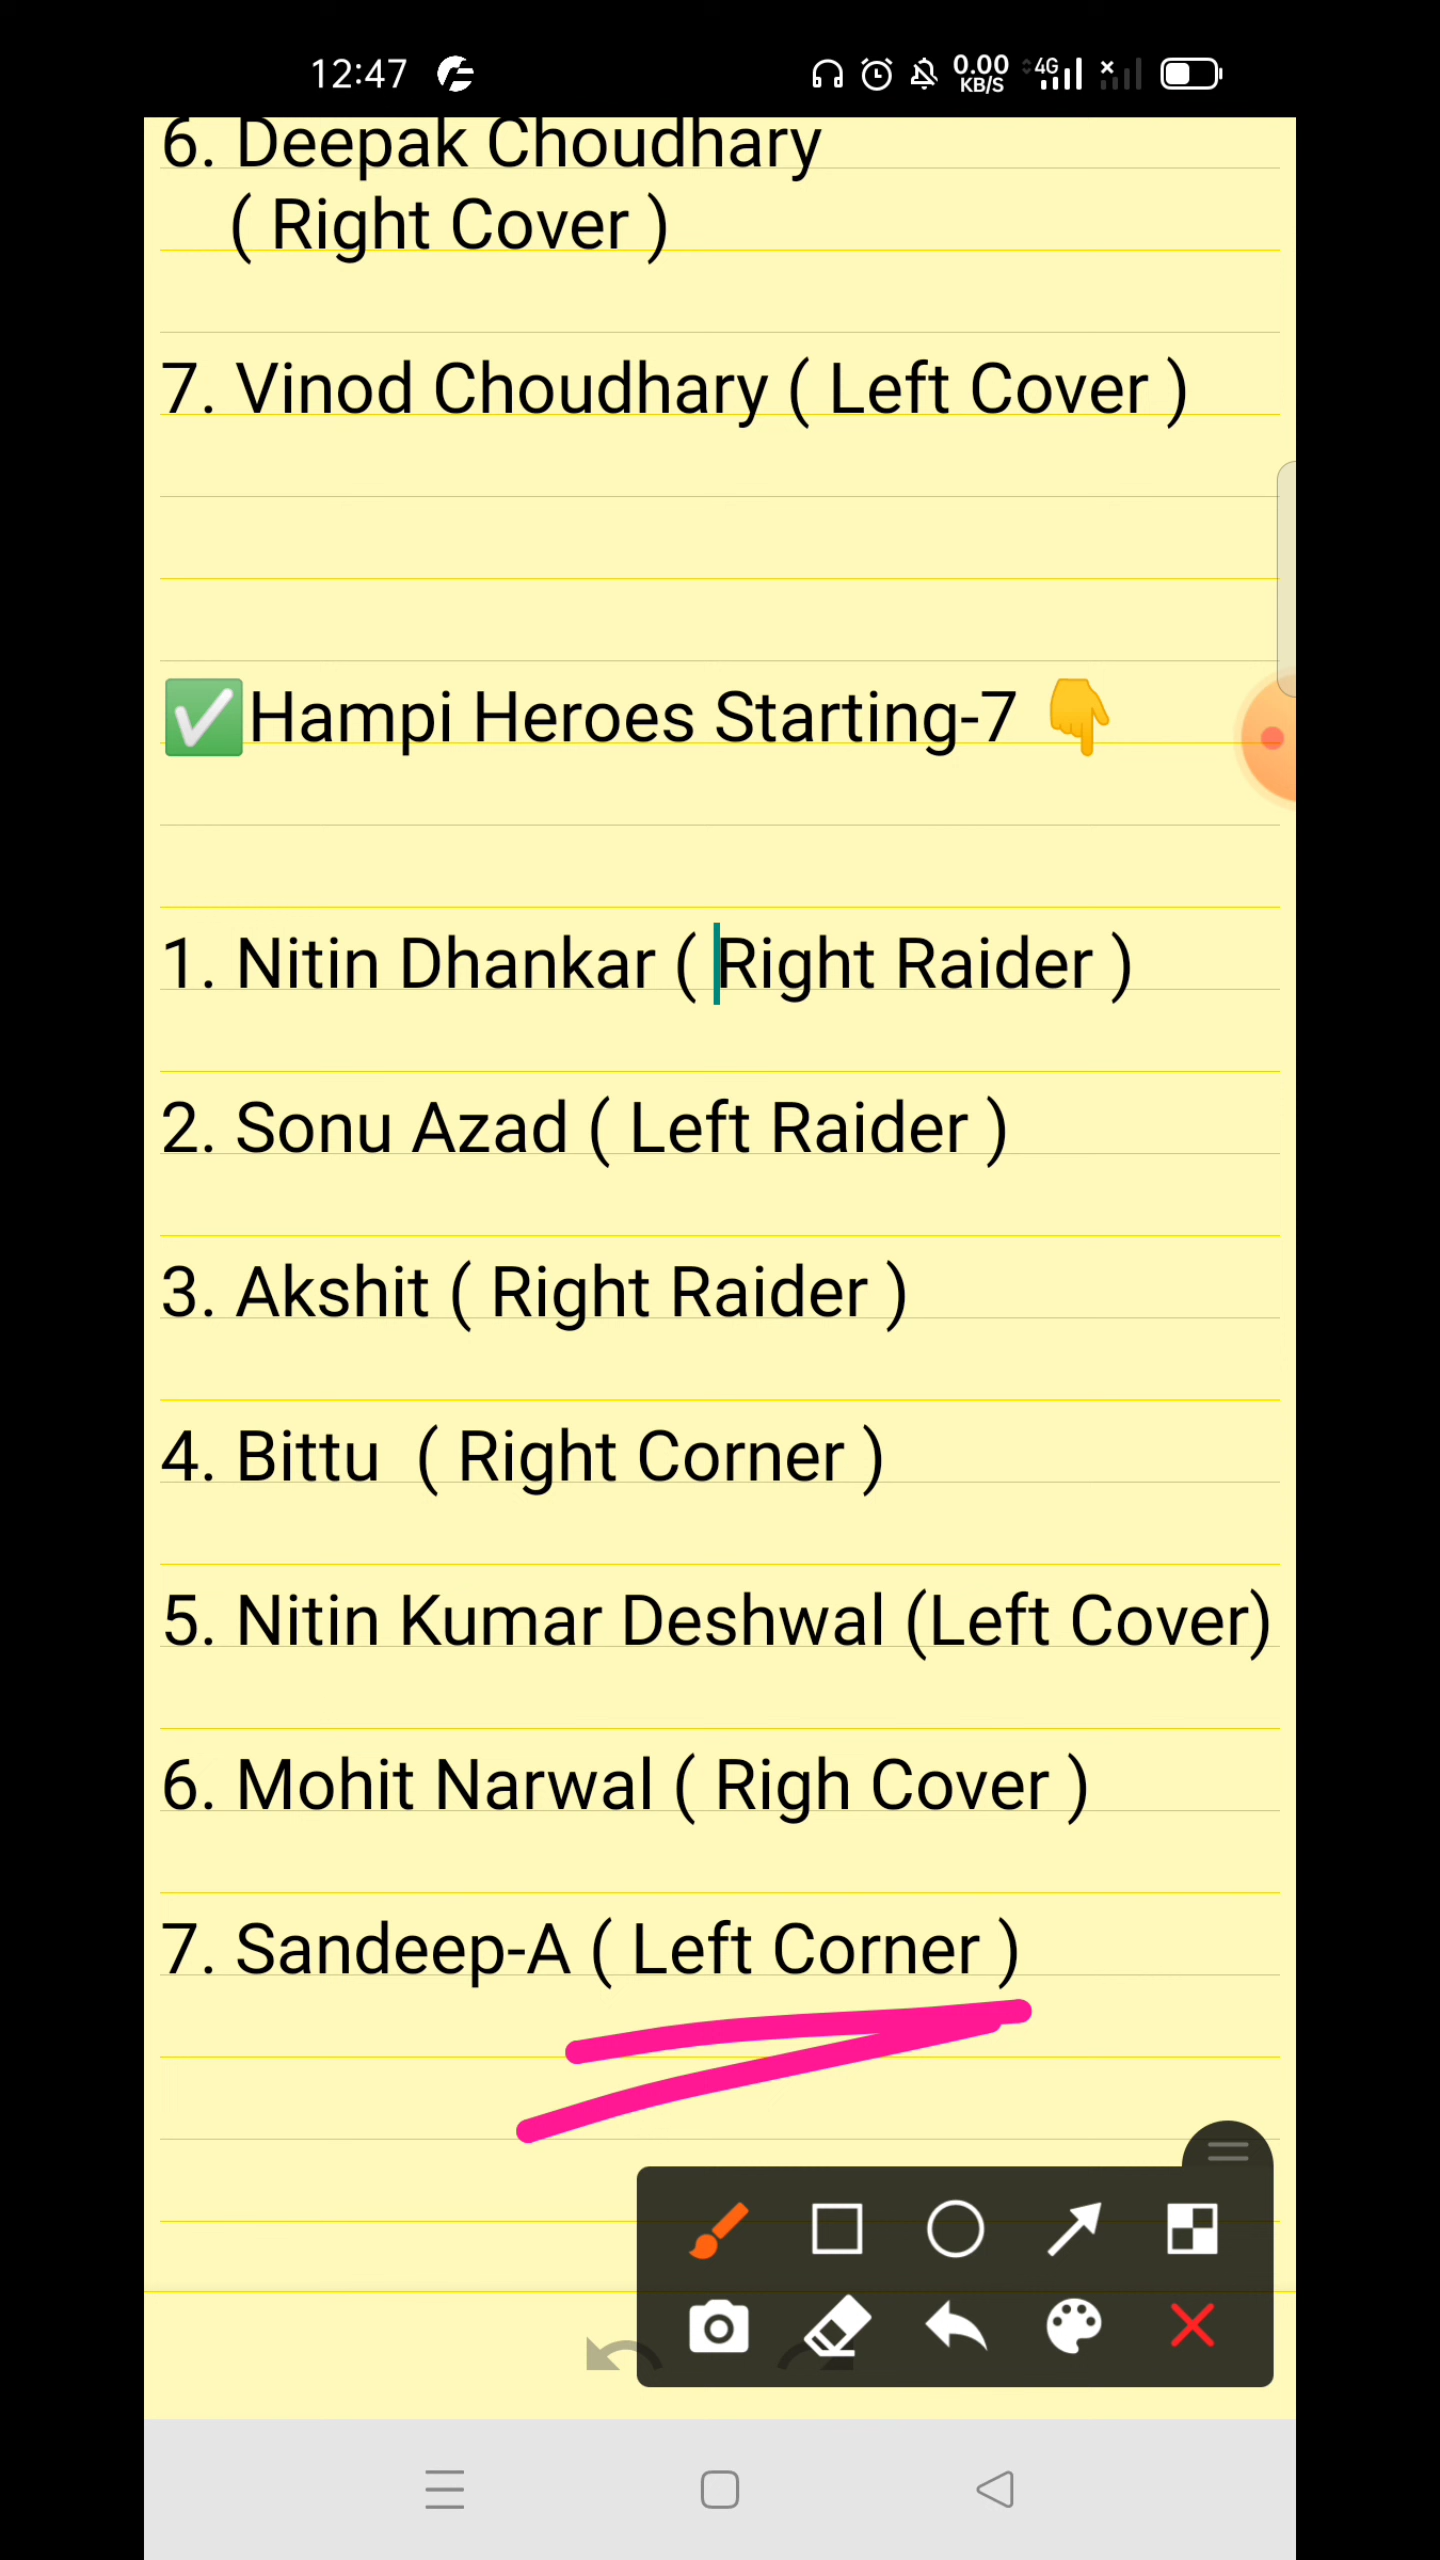 12:47
0.00
KB/S
4G
6. Deepak Choudhary
( Right Cover )
7. Vinod Choudhary ( Left Cover )
✅Hampi Heroes Starting-7 👇
1. Nitin Dhankar ( Right Raider )
2. Sonu Azad ( Left Raider )
3. Akshit ( Right Raider )
4. Bittu  ( Right Corner )
5. Nitin Kumar Deshwal (Left Cover)
6. Mohit Narwal ( Righ Cover )
7. Sandeep-A ( Left Corner )